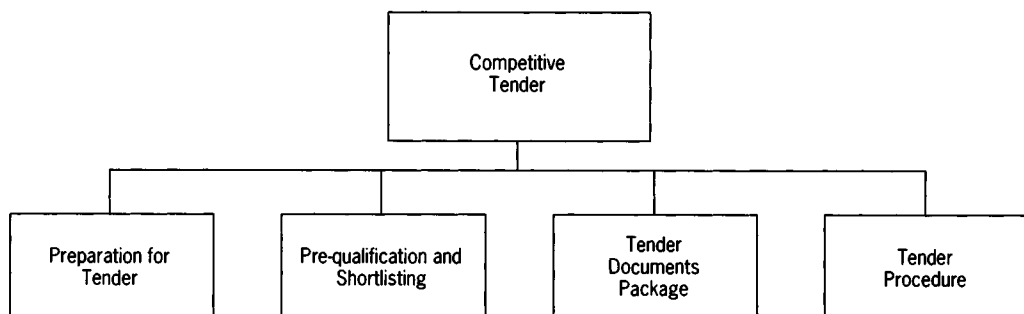 Competitive
Tender
Preparation for
Tender
Pre-qualification and
Shortlisting
Tender
Documents
Package
Tender
Procedure